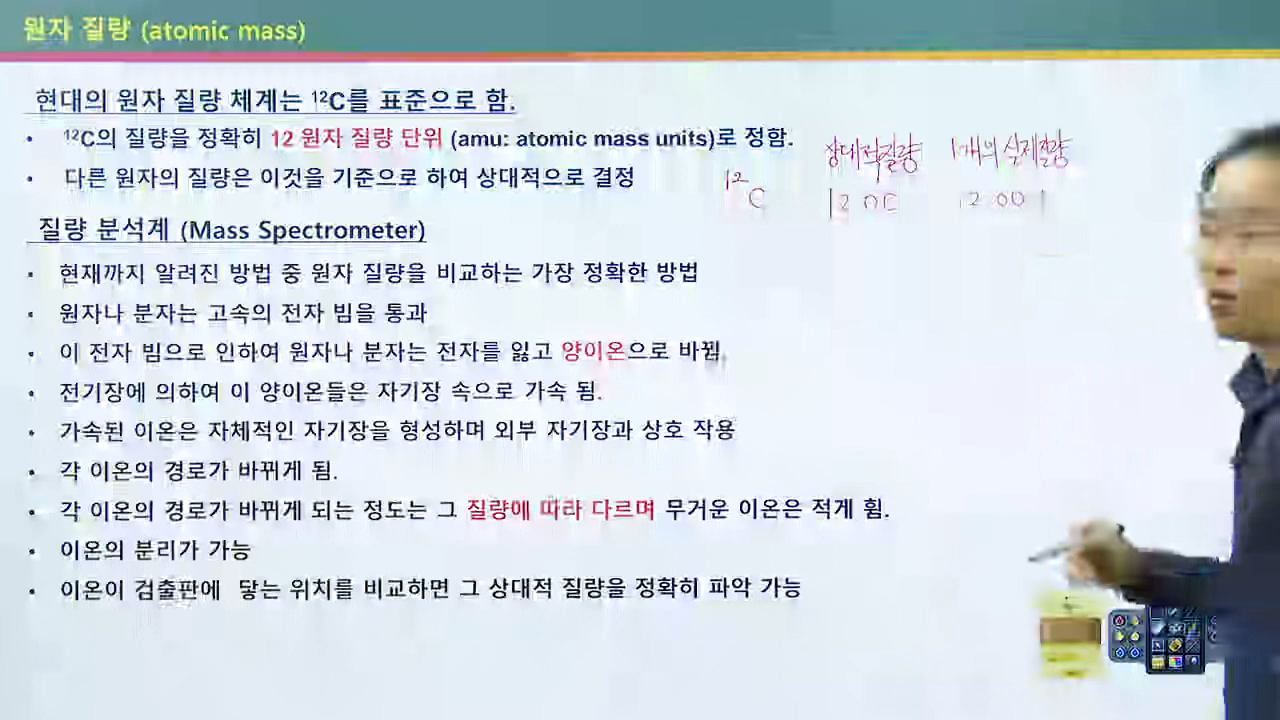 원자 질량 (atomic mass)
현대의 원자 질량 체계는 ¹²C를 표준으로 함.
• ¹²C의 질량을 정확히 12 원자 질량 단위 (amu: atomic mass units)로 정함.
상대적질량 1개의 실제질량
• 다른 원자의 질량은 이것을 기준으로 하여 상대적으로 결정
¹²C
질량 분석계 (Mass Spectrometer)
• 현재까지 알려진 방법 중 원자 질량을 비교하는 가장 정확한 방법
• 원자나 분자는 고속의 전자 빔을 통과
• 이 전자 빔으로 인하여 원자나 분자는 전자를 잃고 양이온으로 바뀜.
• 전기장에 의하여 이 양이온들은 자기장 속으로 가속 됨.
• 가속된 이온은 자체적인 자기장을 형성하며 외부 자기장과 상호 작용
• 각 이온의 경로가 바뀌게 됨.
• 각 이온의 경로가 바뀌게 되는 정도는 그 질량에 따라 다르며 무거운 이온은 적게 휨.
• 이온의 분리가 가능
• 이온이 검출판에 닿는 위치를 비교하면 그 상대적 질량을 정확히 파악 가능